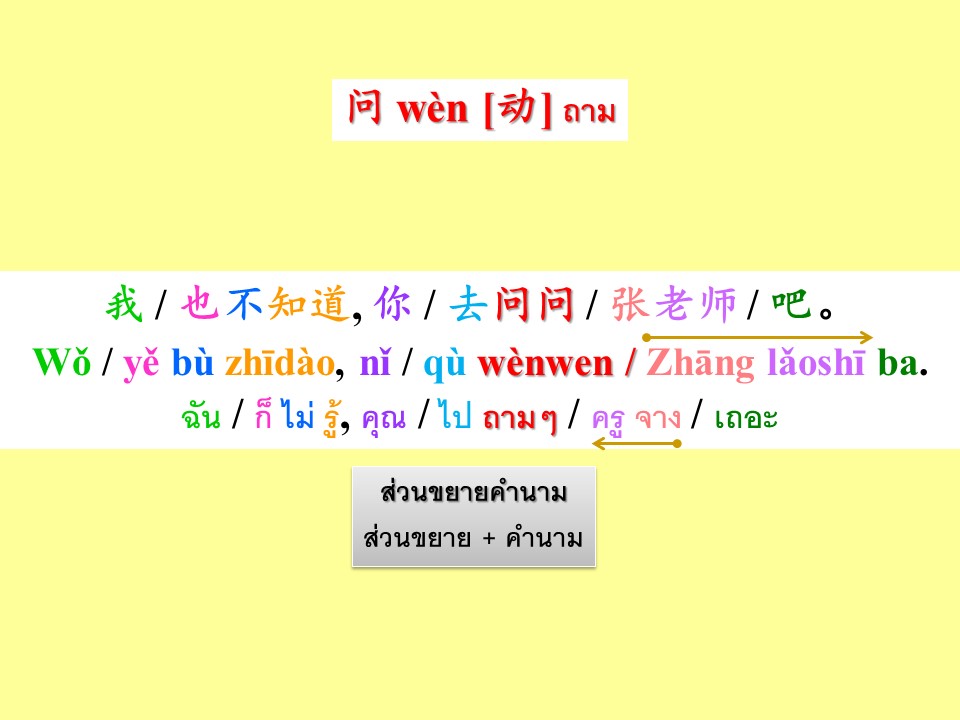 问 wèn [动] ถาม
我 / 也不知道, 你 / 去问问 / 张老师 / 吧。
Wǒ / yě bù zhīdào, nǐ / qù wènwen / Zhāng lǎoshī ba.
ฉัน / ก็ ไม่ รู้, คุณ / ไป ถามๆ / ครู จาง / เถอะ
ส่วนขยายคำนาม
ส่วนขยาย + คำนาม